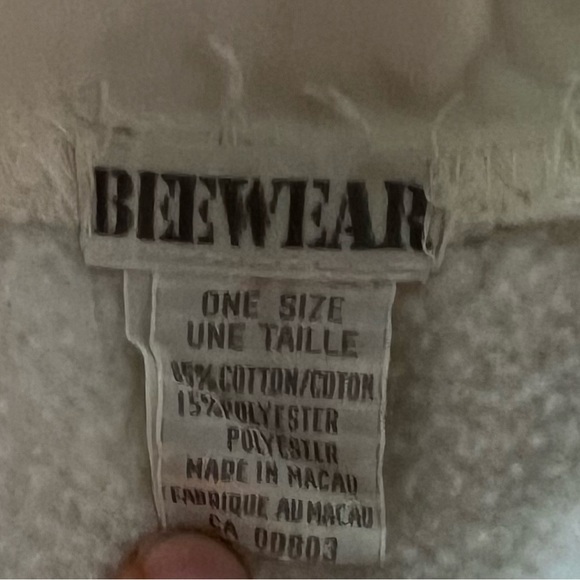 BEEWEAR
ONE SIZE
UNE TAILLE
85% COTTON/COTON
15% POLYESTER
POLYESTER
MADE IN MACAU
FABRIQUE AU MACAU
CA 00803